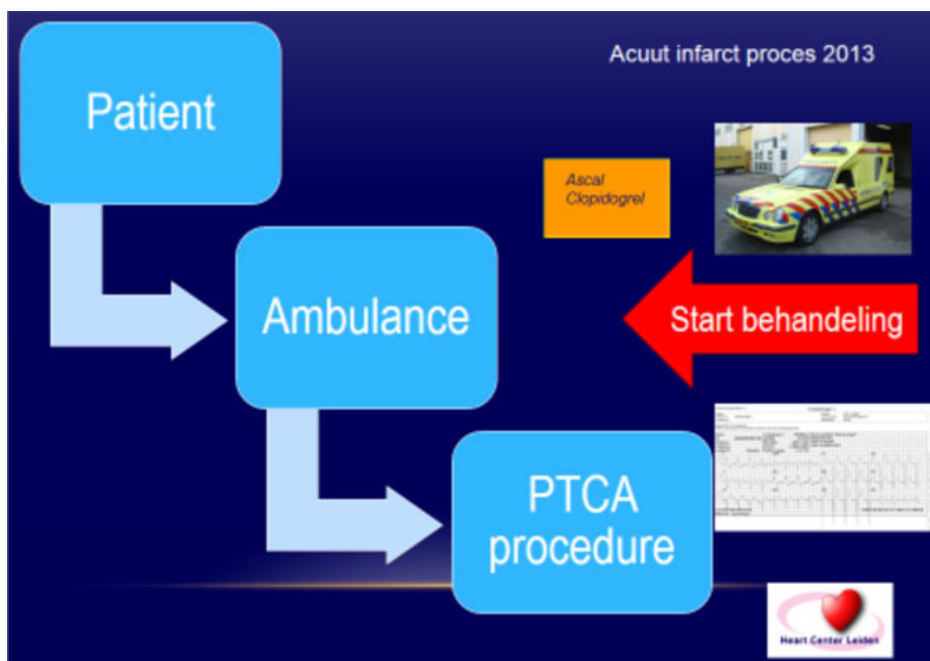 Acuut infarct proces 2013
Patient
Ascal
Clopidogrel
Ambulance
Start behandeling
PTCA
procedure
Heart Center Leiden